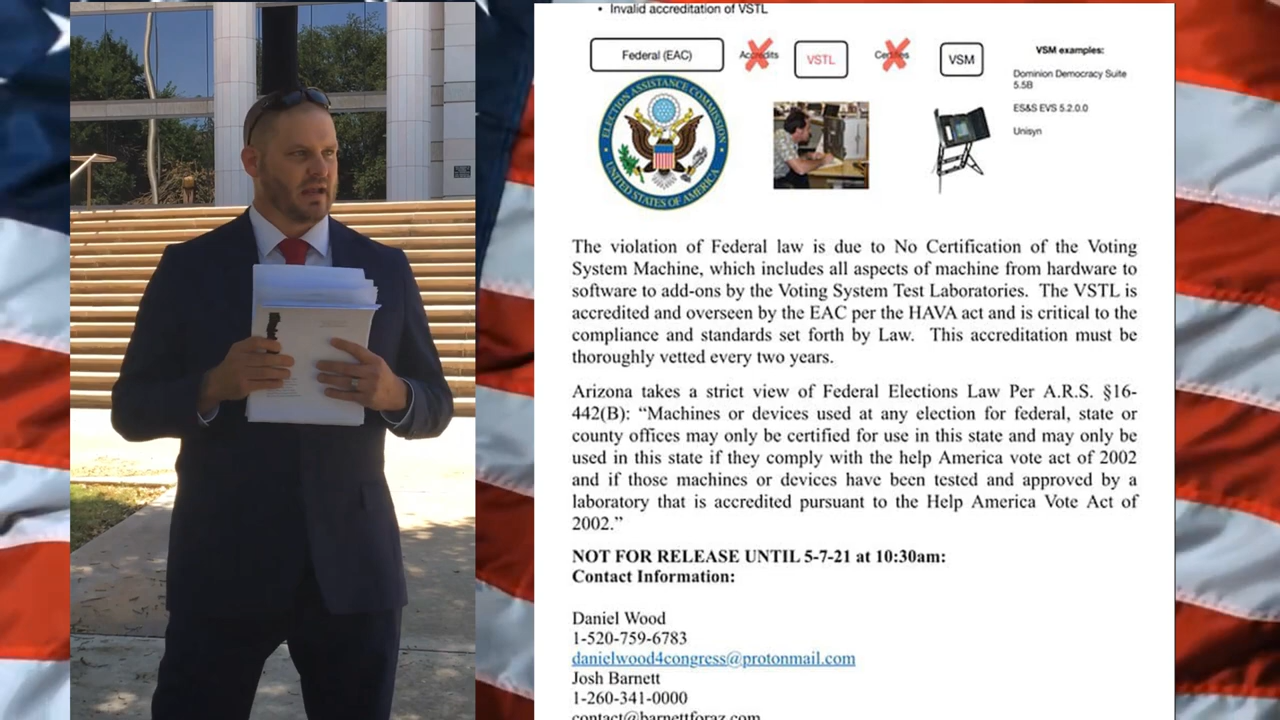 • Invalid accreditation of VSTL
Federal (EAC)
Accredits
VSTL
Certifies
VSM
VSM examples:
Dominion Democracy Suite
5.5B
ES&S EVS 5.2.0.0
Unisyn
ELECTION ASSISTANCE COMMISSION
UNITED STATES OF AMERICA
The violation of Federal law is due to No Certification of the Voting
System Machine, which includes all aspects of machine from hardware to
software to add-ons by the Voting System Test Laboratories. The VSTL is
accredited and overseen by the EAC per the HAVA act and is critical to the
compliance and standards set forth by Law. This accreditation must be
thoroughly vetted every two years.
Arizona takes a strict view of Federal Elections Law Per A.R.S. §16-
442(B): “Machines or devices used at any election for federal, state or
county offices may only be certified for use in this state and may only be
used in this state if they comply with the help America vote act of 2002
and if those machines or devices have been tested and approved by a
laboratory that is accredited pursuant to the Help America Vote Act of
2002.”
NOT FOR RELEASE UNTIL 5-7-21 at 10:30am:
Contact Information:
Daniel Wood
1-520-759-6783
danielwood4congress@protonmail.com
Josh Barnett
1-260-341-0000
contact@barnettforaz.com